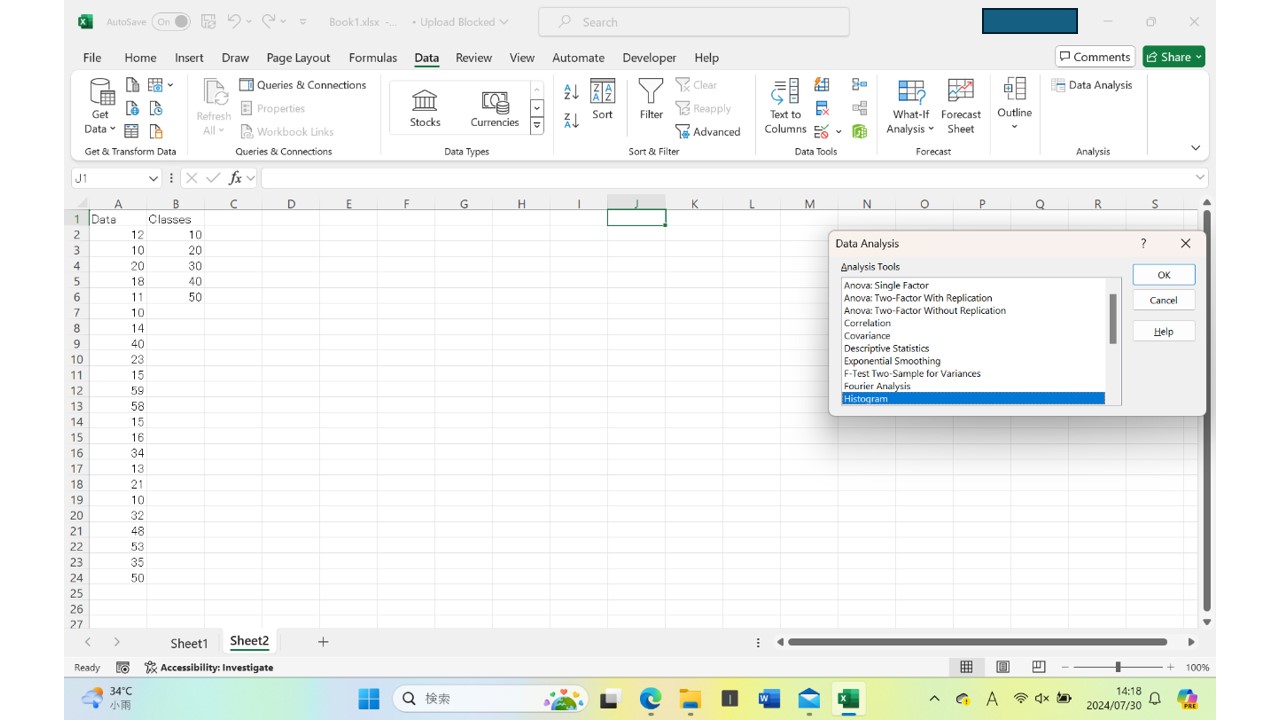 AutoSave On Book1.xlsx -... • Upload Blocked Search
File Home Insert Draw Page Layout Formulas Data Review View Automate Developer Help Comments Share
Get Data
Refresh All
Queries & Connections
Properties
Workbook Links
Stocks
Currencies
Sort
Filter
Clear
Reapply
Advanced
Text to Columns
What-If Analysis
Forecast Sheet
Outline
Data Analysis
Get & Transform Data Queries & Connections Data Types Sort & Filter Data Tools Forecast Analysis
J1 fx
A B C D E F G H I J K L M N O P Q R S
1 Data Classes
2 12 10
3 10 20
4 20 30
5 18 40
6 11 50
7 10
8 14
9 40
10 23
11 15
12 59
13 58
14 15
15 16
16 34
17 13
18 21
19 10
20 32
21 48
22 53
23 35
24 50
25
26
27
Data Analysis ?
Analysis Tools
Anova: Single Factor
Anova: Two-Factor With Replication
Anova: Two-Factor Without Replication
Correlation
Covariance
Descriptive Statistics
Exponential Smoothing
F-Test Two-Sample for Variances
Fourier Analysis
Histogram
OK
Cancel
Help
Sheet1 Sheet2
Ready Accessibility: Investigate 100%
34°C
小雨
検索
A
14:18
2024/07/30
PRE